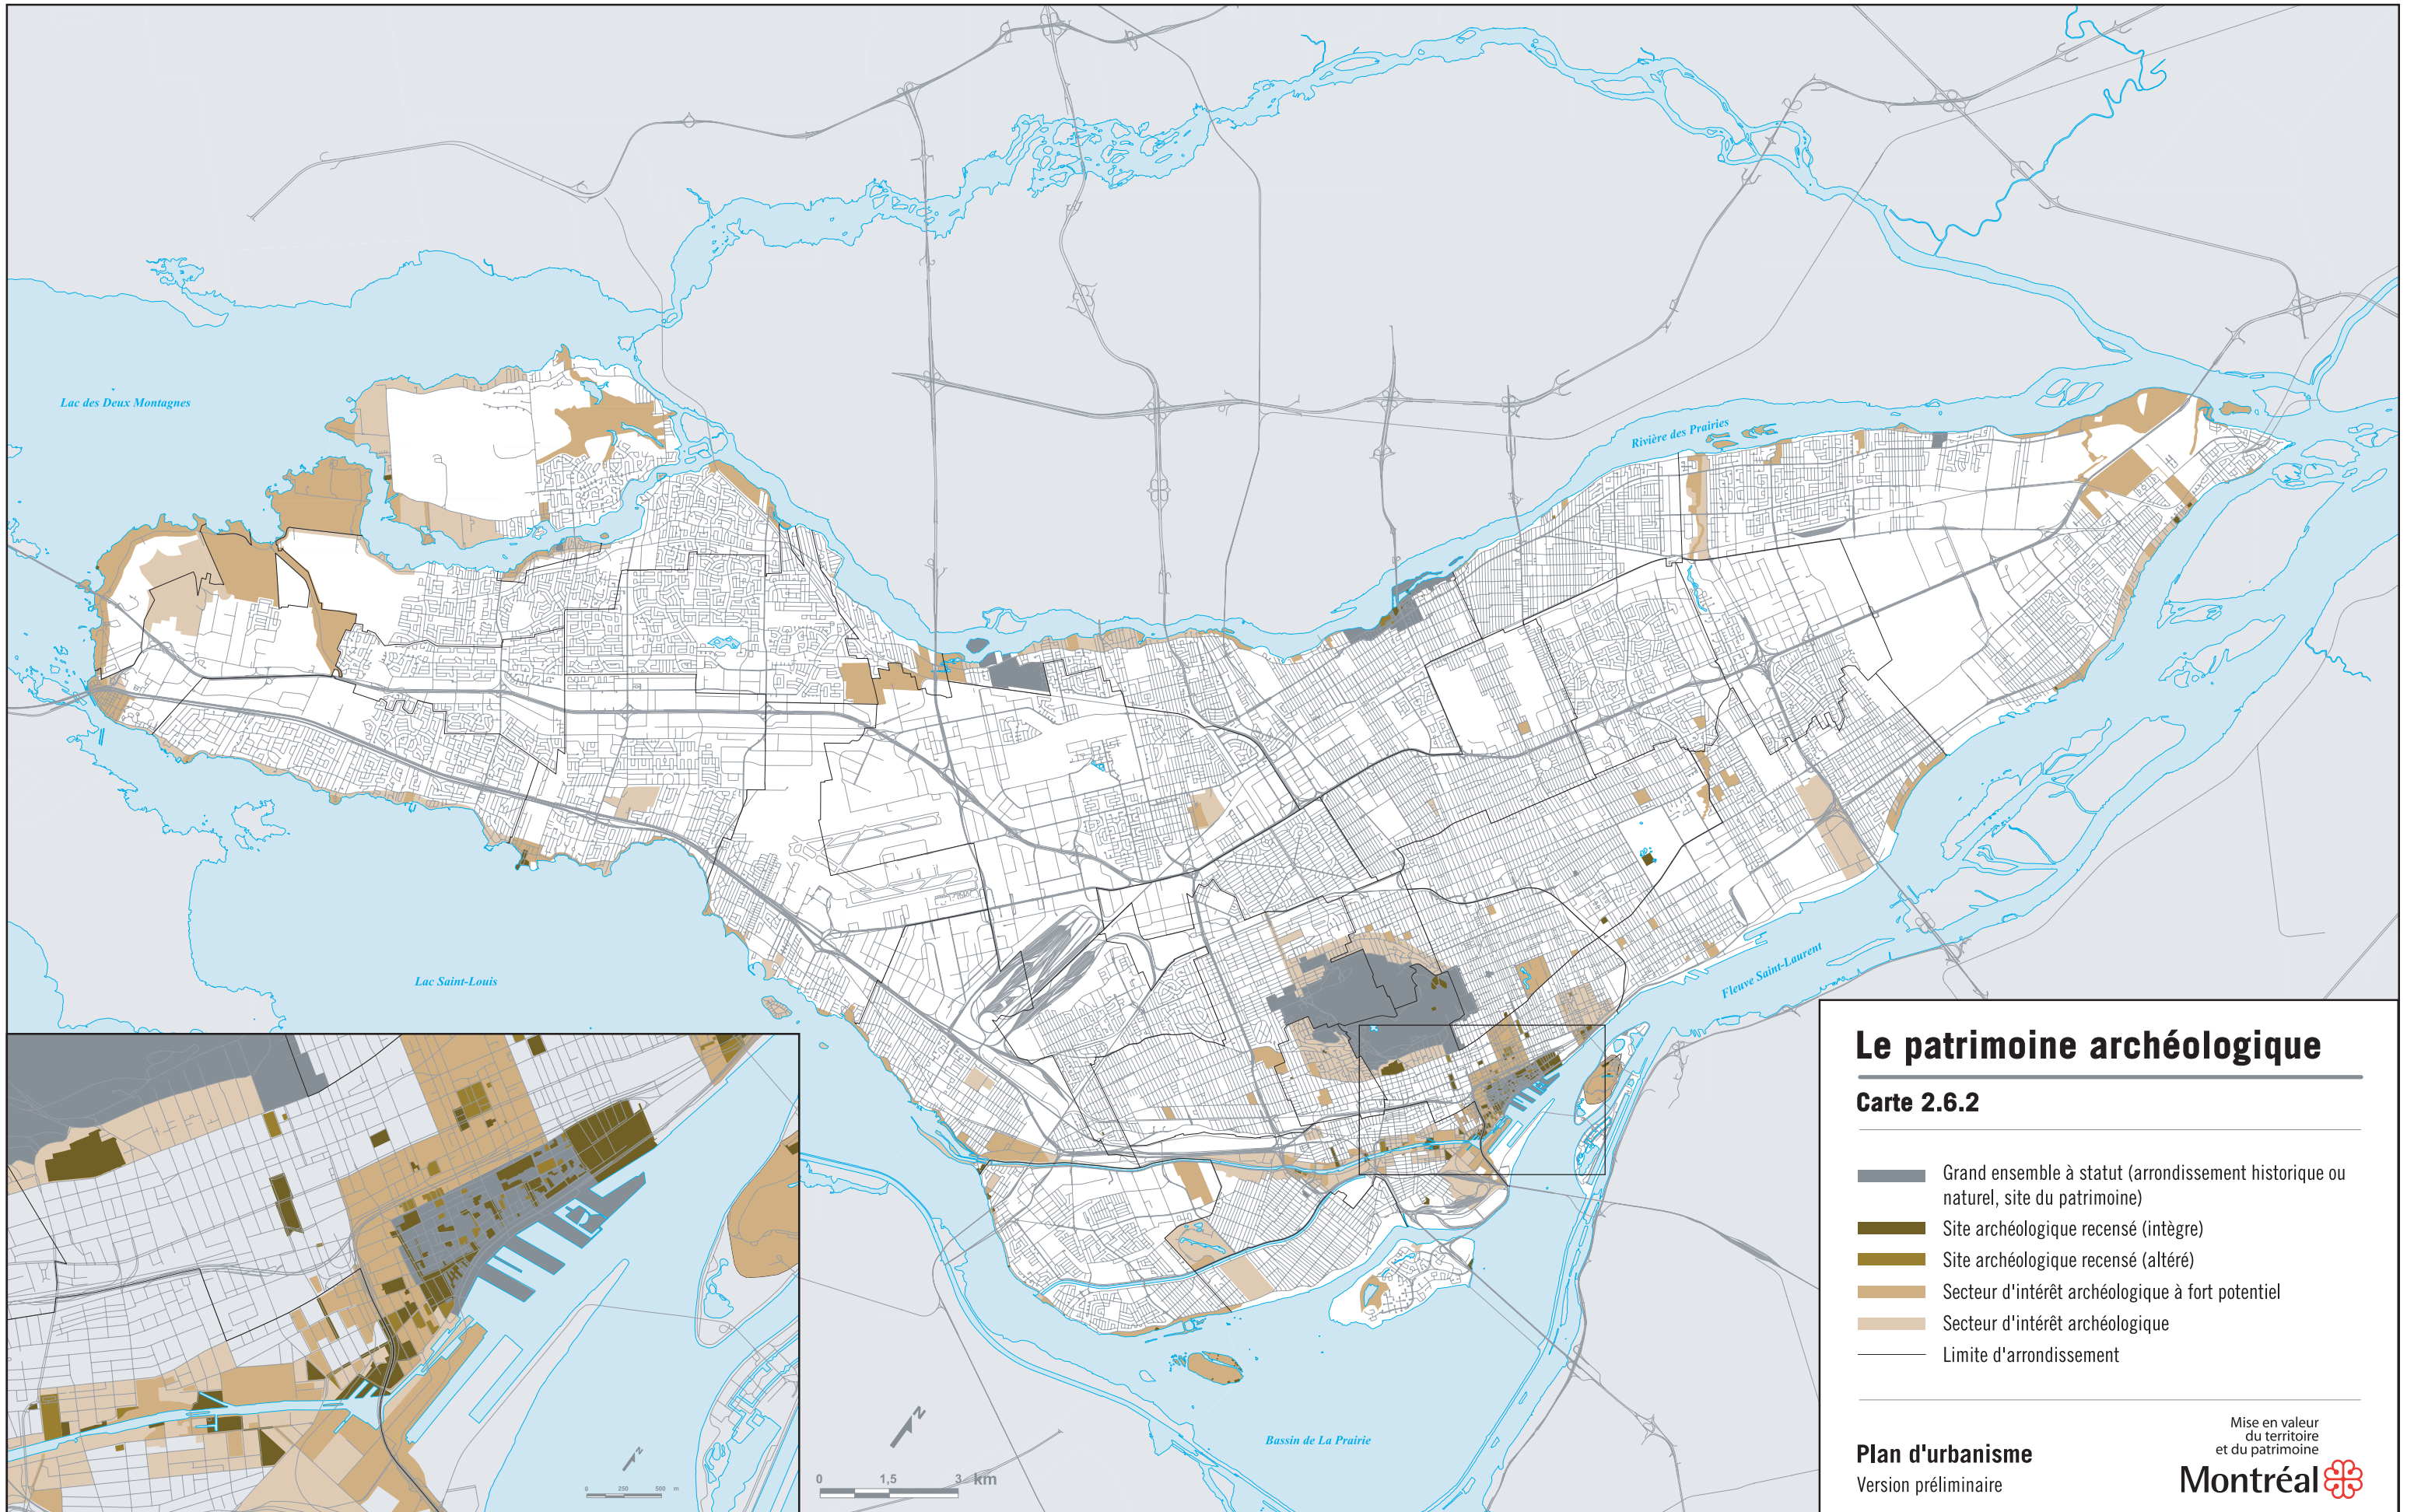 Lac des Deux Montagnes
Rivière des Prairies
Lac Saint-Louis
Fleuve Saint-Laurent
Bassin de La Prairie
N
0 250 500 m
N
0 1,5 3 km
Le patrimoine archéologique
Carte 2.6.2
Grand ensemble à statut (arrondissement historique ou
naturel, site du patrimoine)
Site archéologique recensé (intègre)
Site archéologique recensé (altéré)
Secteur d'intérêt archéologique à fort potentiel
Secteur d'intérêt archéologique
Limite d'arrondissement
Plan d'urbanisme
Version préliminaire
Mise en valeur
du territoire
et du patrimoine
Montréal